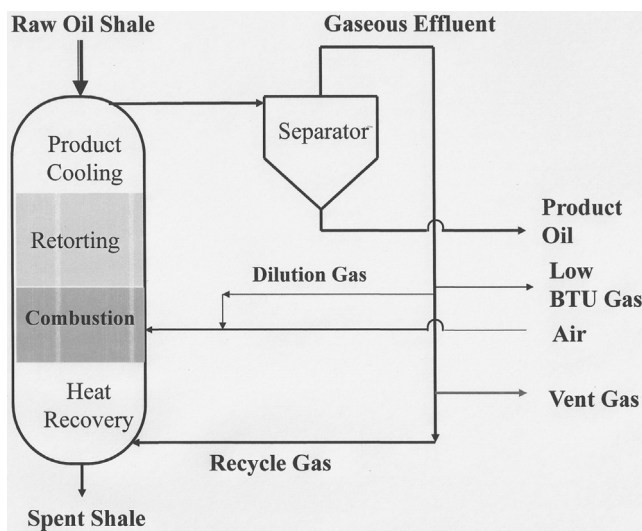 Raw Oil Shale
Gaseous Effluent
Product
Cooling
Separator
Retorting
Product
Oil
Dilution Gas
Low
BTU Gas
Combustion
Air
Heat
Recovery
Vent Gas
Recycle Gas
Spent Shale